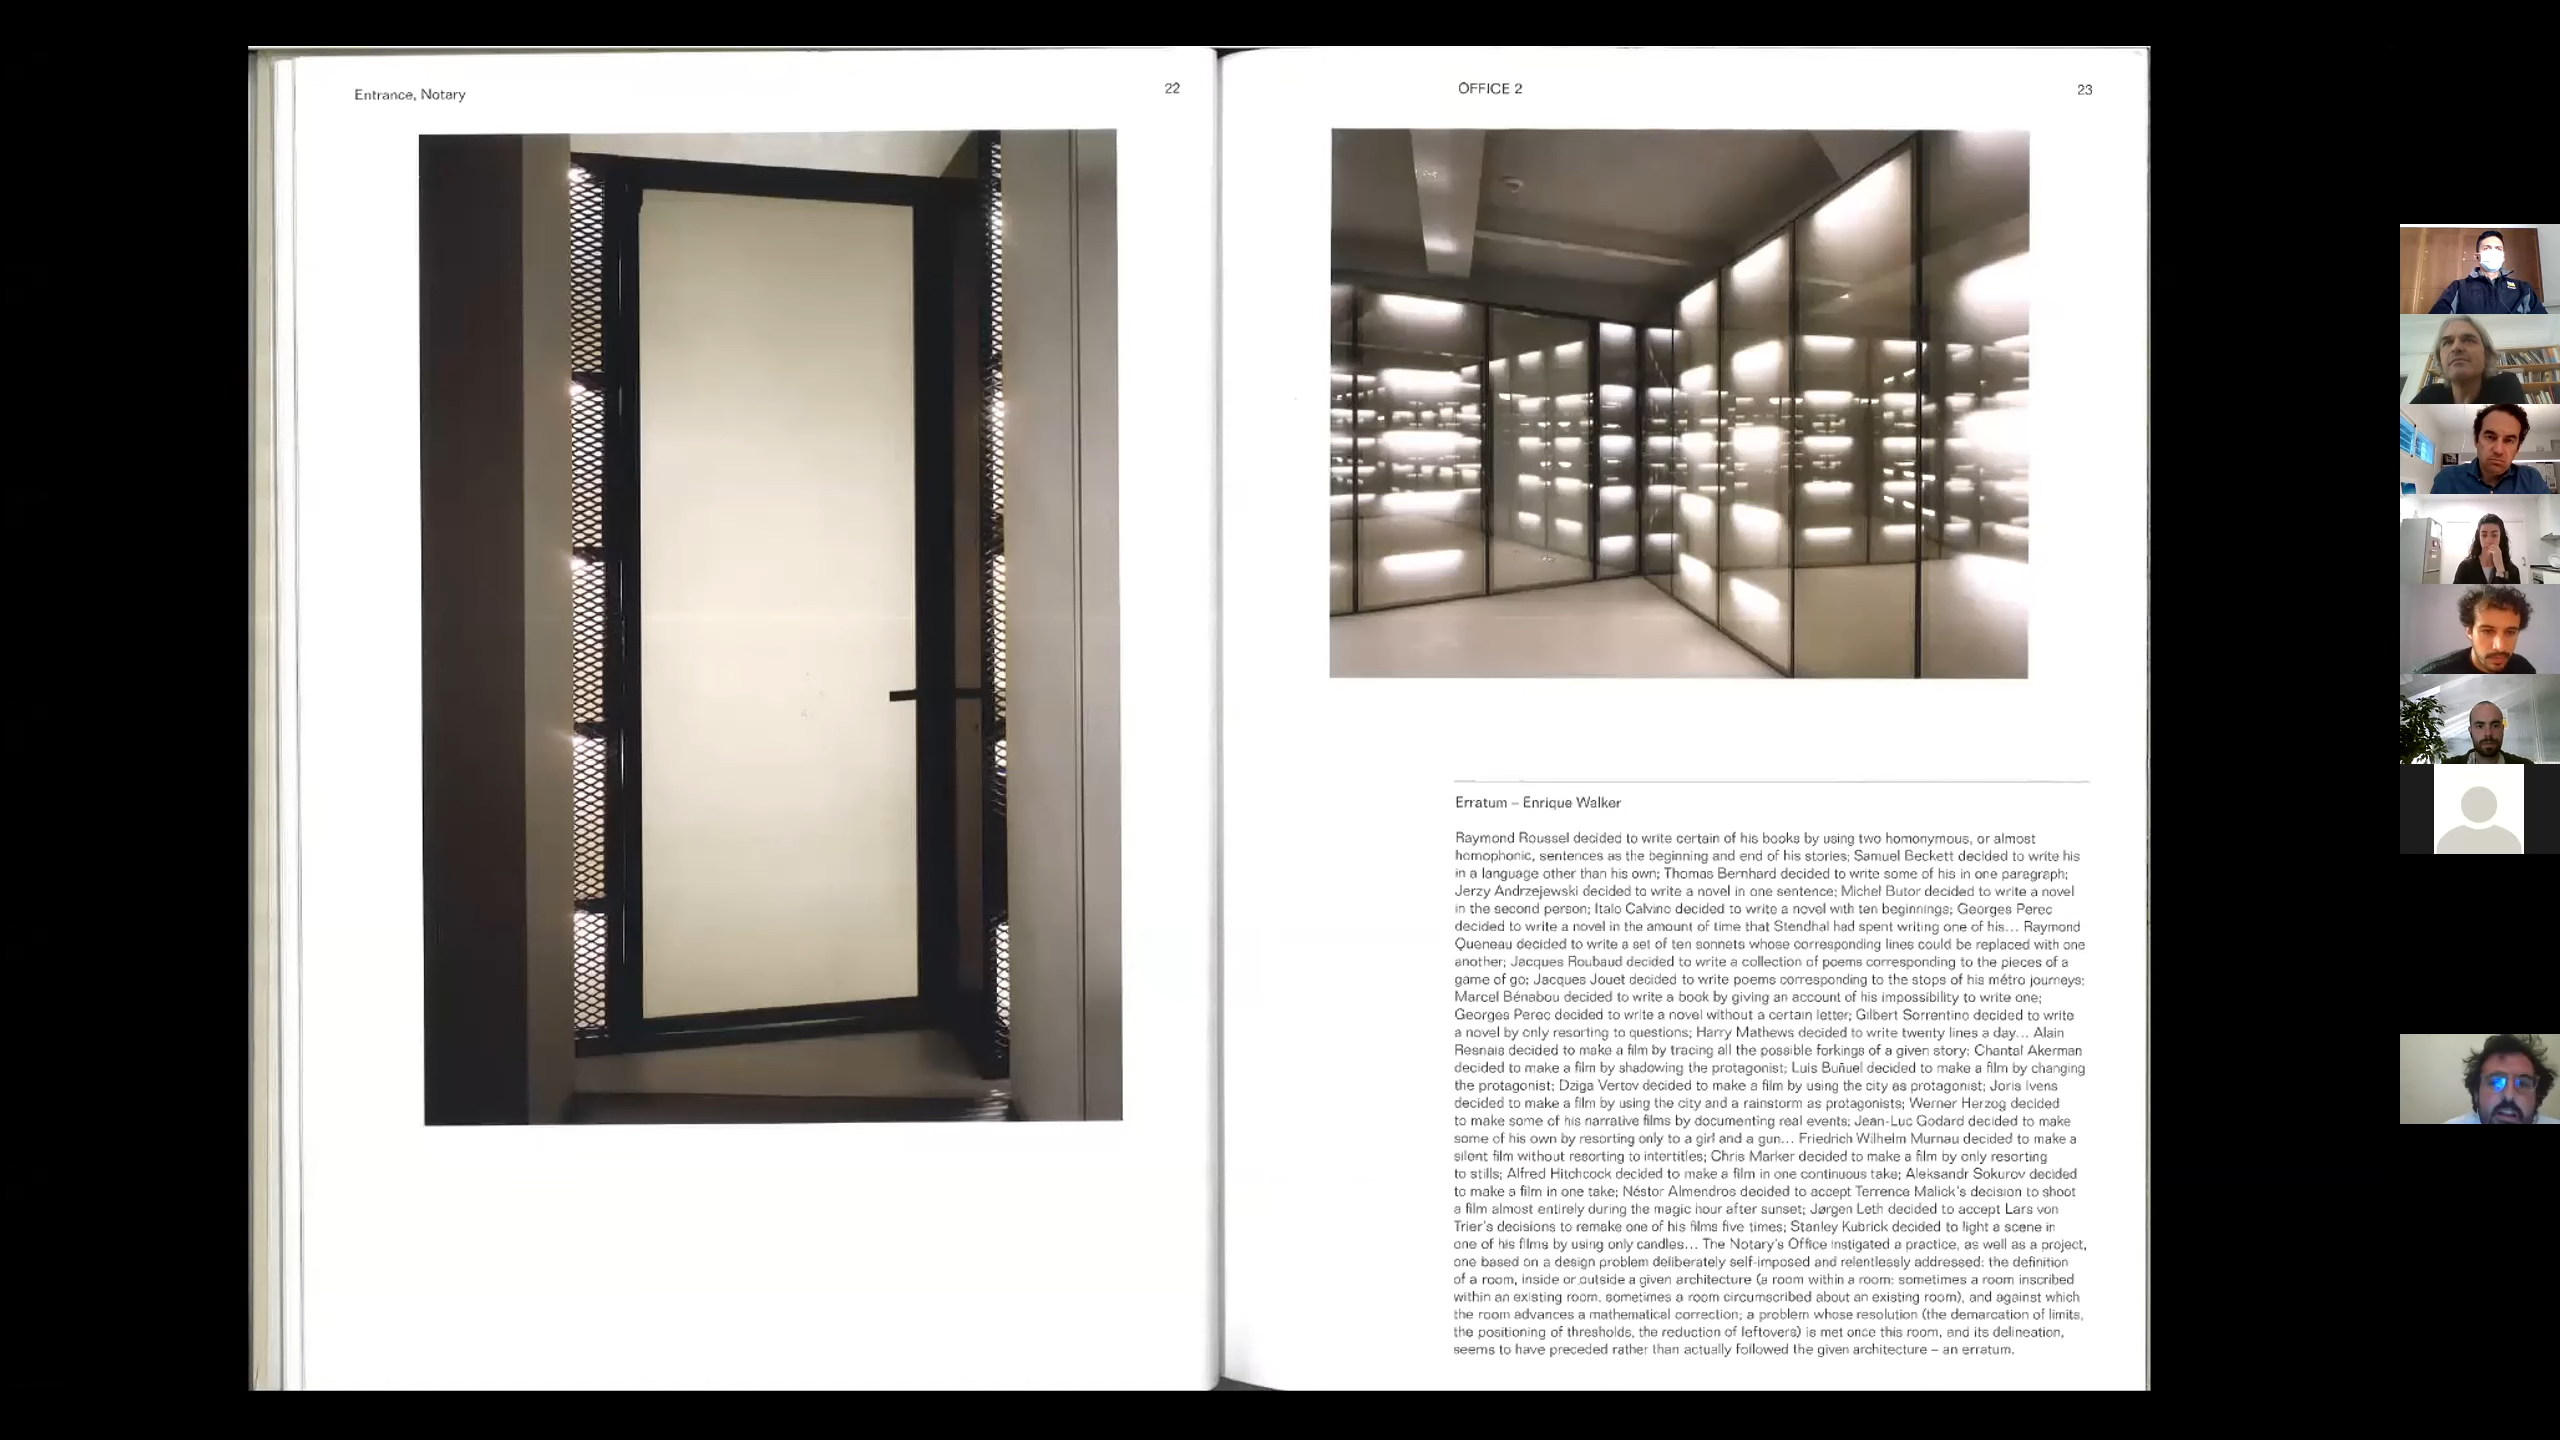 Entrance, Notary
22
OFFICE 2
23
Erratum – Enrique Walker
Raymond Roussel decided to write certain of his books by using two homonymous, or almost
homophonic, sentences as the beginning and end of his stories; Samuel Beckett decided to write his
in a language other than his own; Thomas Bernhard decided to write some of his in one paragraph;
Jerzy Andrzejewski decided to write a novel in one sentence; Michel Butor decided to write a novel
in the second person; Italo Calvino decided to write a novel with ten beginnings; Georges Perec
decided to write a novel in the amount of time that Stendhal had spent writing one of his... Raymond
Queneau decided to write a set of ten sonnets whose corresponding lines could be replaced with one
another; Jacques Roubaud decided to write a collection of poems corresponding to the pieces of a
game of go; Jacques Jouet decided to write poems corresponding to the stops of his métro journeys;
Marcel Bénabou decided to write a book by giving an account of his impossibility to write one;
Georges Perec decided to write a novel without a certain letter; Gilbert Sorrentino decided to write
a novel by only resorting to questions; Harry Mathews decided to write twenty lines a day... Alain
Resnais decided to make a film by tracing all the possible forkings of a given story; Chantal Akerman
decided to make a film by shadowing the protagonist; Luis Buñuel decided to make a film by changing
the protagonist; Dziga Vertov decided to make a film by using the city as protagonist; Joris Ivens
decided to make a film by using the city and a rainstorm as protagonists; Werner Herzog decided
to make some of his narrative films by documenting real events; Jean-Luc Godard decided to make
some of his own by resorting only to a girl and a gun... Friedrich Wilhelm Murnau decided to make a
silent film without resorting to intertitles; Chris Marker decided to make a film by only resorting
to stills; Alfred Hitchcock decided to make a film in one continuous take; Aleksandr Sokurov decided
to make a film in one take; Néstor Almendros decided to accept Terrence Malick's decision to shoot
a film almost entirely during the magic hour after sunset; Jørgen Leth decided to accept Lars von
Trier's decisions to remake one of his films five times; Stanley Kubrick decided to light a scene in
one of his films by using only candles... The Notary's Office instigated a practice, as well as a project,
one based on a design problem deliberately self-imposed and relentlessly addressed: the definition
of a room, inside or outside a given architecture (a room within a room: sometimes a room inscribed
within an existing room, sometimes a room circumscribed about an existing room), and against which
the room advances a mathematical correction; a problem whose resolution (the demarcation of limits,
the positioning of thresholds, the reduction of leftovers) is met once this room, and its delineation,
seems to have preceded rather than actually followed the given architecture – an erratum.